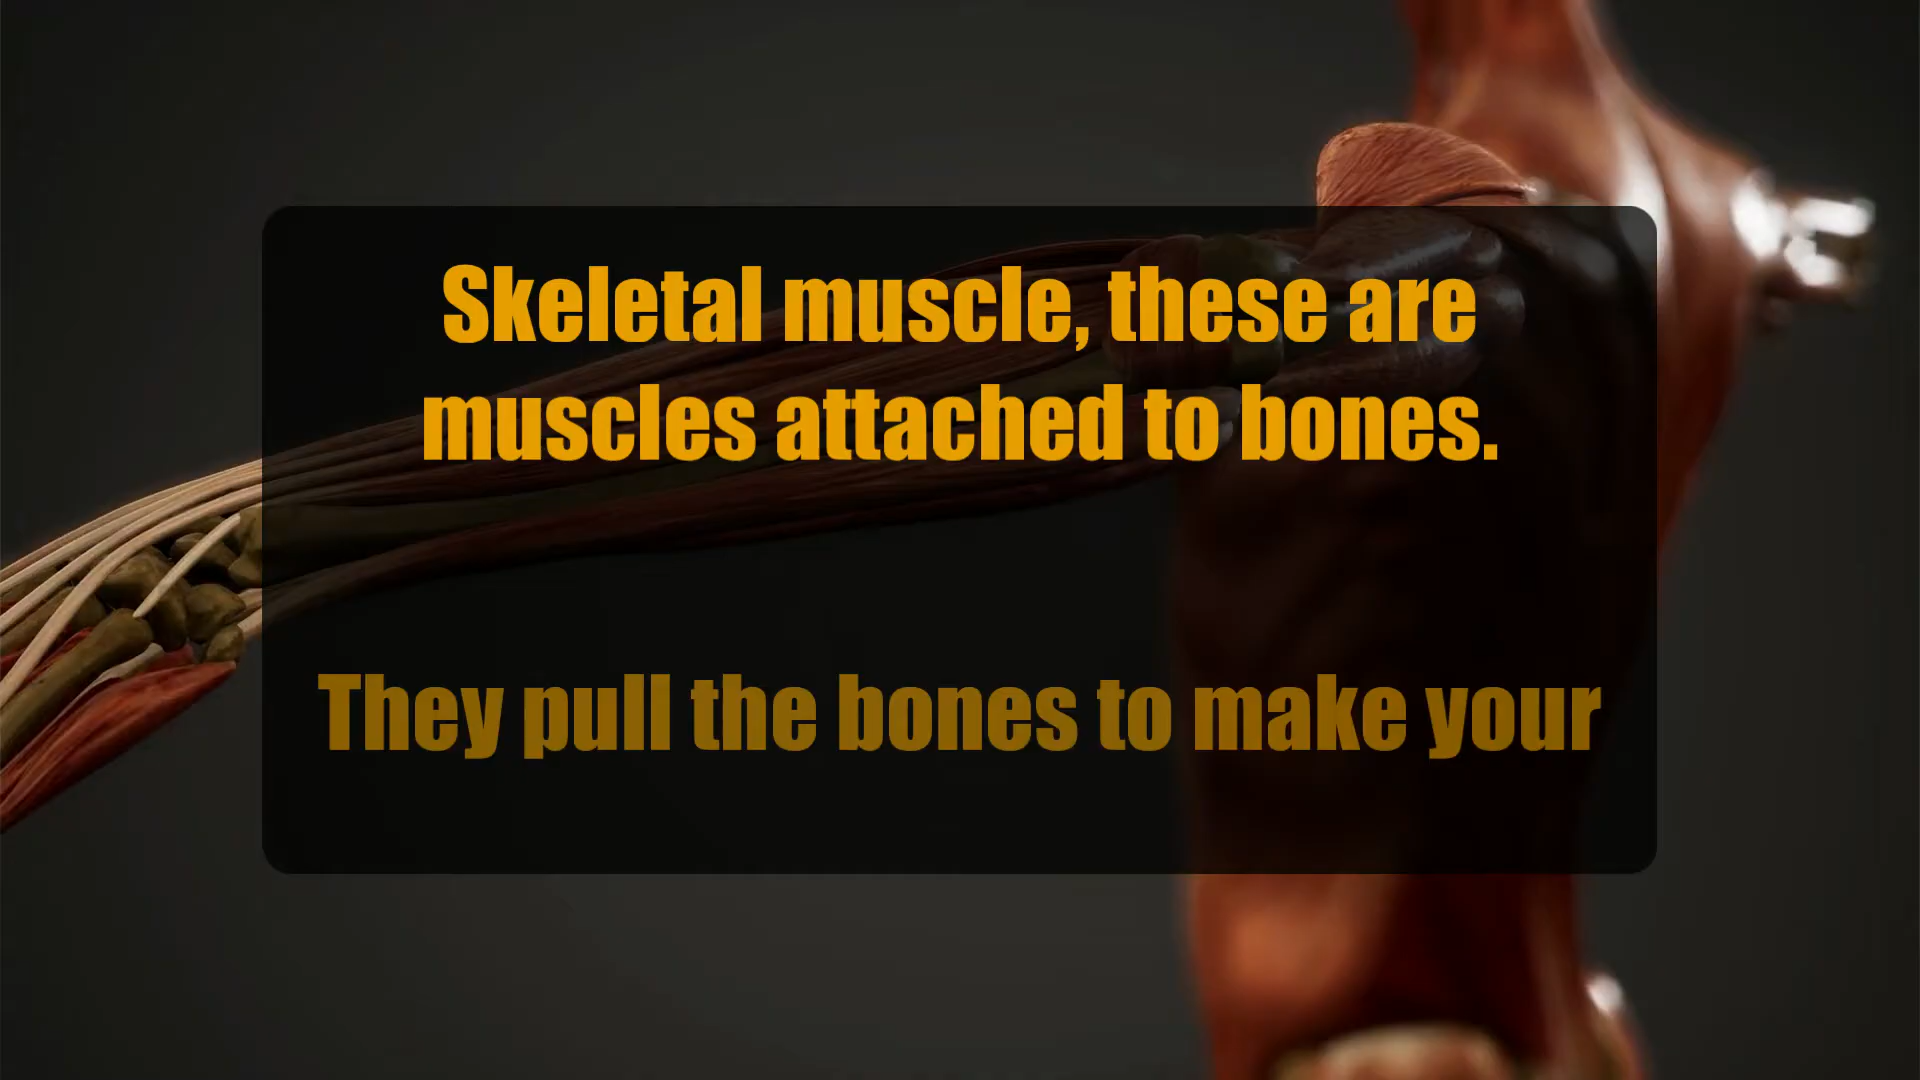 Skeletal muscle, these are
muscles attached to bones.
They pull the bones to make your